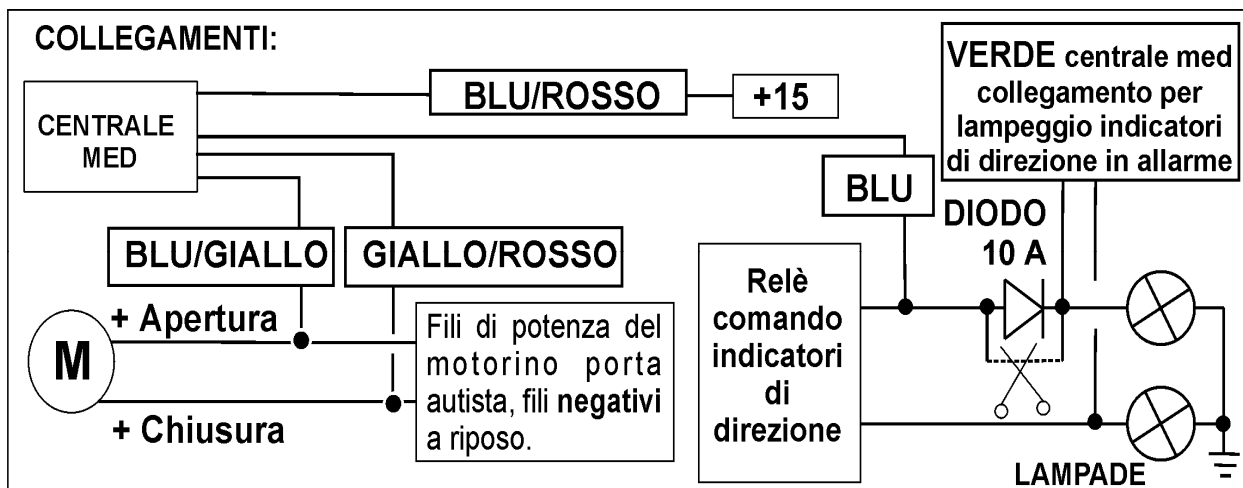 COLLEGAMENTI:
CENTRALE
MED
BLU/ROSSO
+15
VERDE centrale med
collegamento per
lampeggio indicatori
di direzione in allarme
BLU
DIODO
10 A
BLU/GIALLO
GIALLO/ROSSO
+ Apertura
M
+ Chiusura
Fili di potenza del
motorino porta
autista, fili negativi
a riposo.
Relè
comando
indicatori
di
direzione
LAMPADE